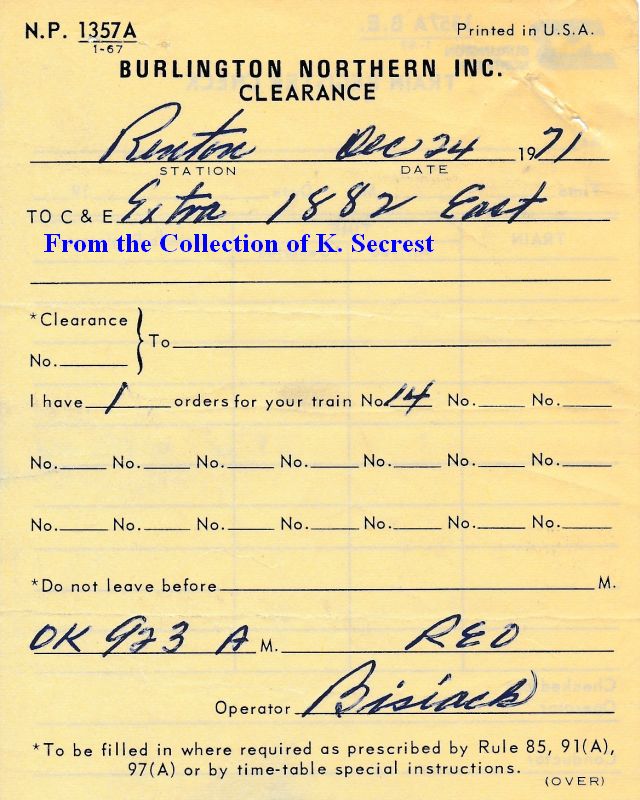 N.P. 1357A Printed in U.S.A.
1-67
BURLINGTON NORTHERN INC.
CLEARANCE
Renton Dec 24 1971
STATION DATE
TO C & E Extra 1882 East
From the Collection of K. Secrest
*Clearance
No. } To
I have 1 orders for your train No. 14 No. No.
No. No. No. No. No. No. No.
No. No. No. No. No. No. No.
*Do not leave before M.
OK 923 A M. REO
Operator Bisiack
*To be filled in where required as prescribed by Rule 85, 91(A),
97(A) or by time-table special instructions.
(OVER)